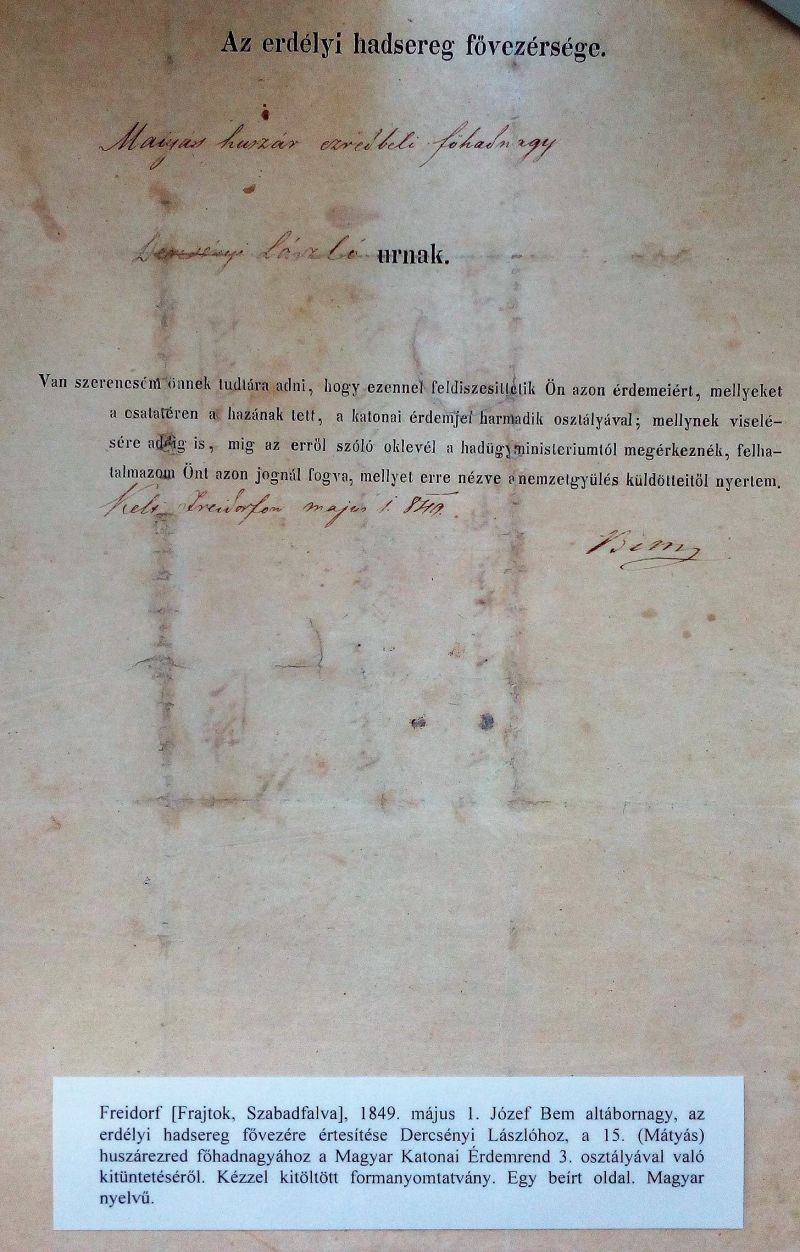 Az erdélyi hadsereg fővezérsége.
Mátyás huszár ezredbeli főhadnagy
Dercsényi László urnak.
Van szerencsém önnek tudtára adni, hogy ezennel feldiszesittetik Ön azon érdemeiért, mellyeket
a csatatéren a hazának tett, a katonai érdemjel harmadik osztályával; mellynek viselé-
sére addig is, mig az erről szóló oklevél a hadügyministeriumtól megérkeznék, felha-
talmazom Önt azon jognál fogva, mellyet erre nézve a nemzetgyülés küldötteitől nyertem.
Kelt Freidorfon május 1. 849.
Bem
Freidorf [Frajtok, Szabadfalva], 1849. május 1. József Bem altábornagy, az
erdélyi hadsereg fővezére értesítése Dercsényi Lászlóhoz, a 15. (Mátyás)
huszárezred főhadnagyához a Magyar Katonai Érdemrend 3. osztályával való
kitüntetéséről. Kézzel kitöltött formanyomtatvány. Egy beírt oldal. Magyar
nyelvű.